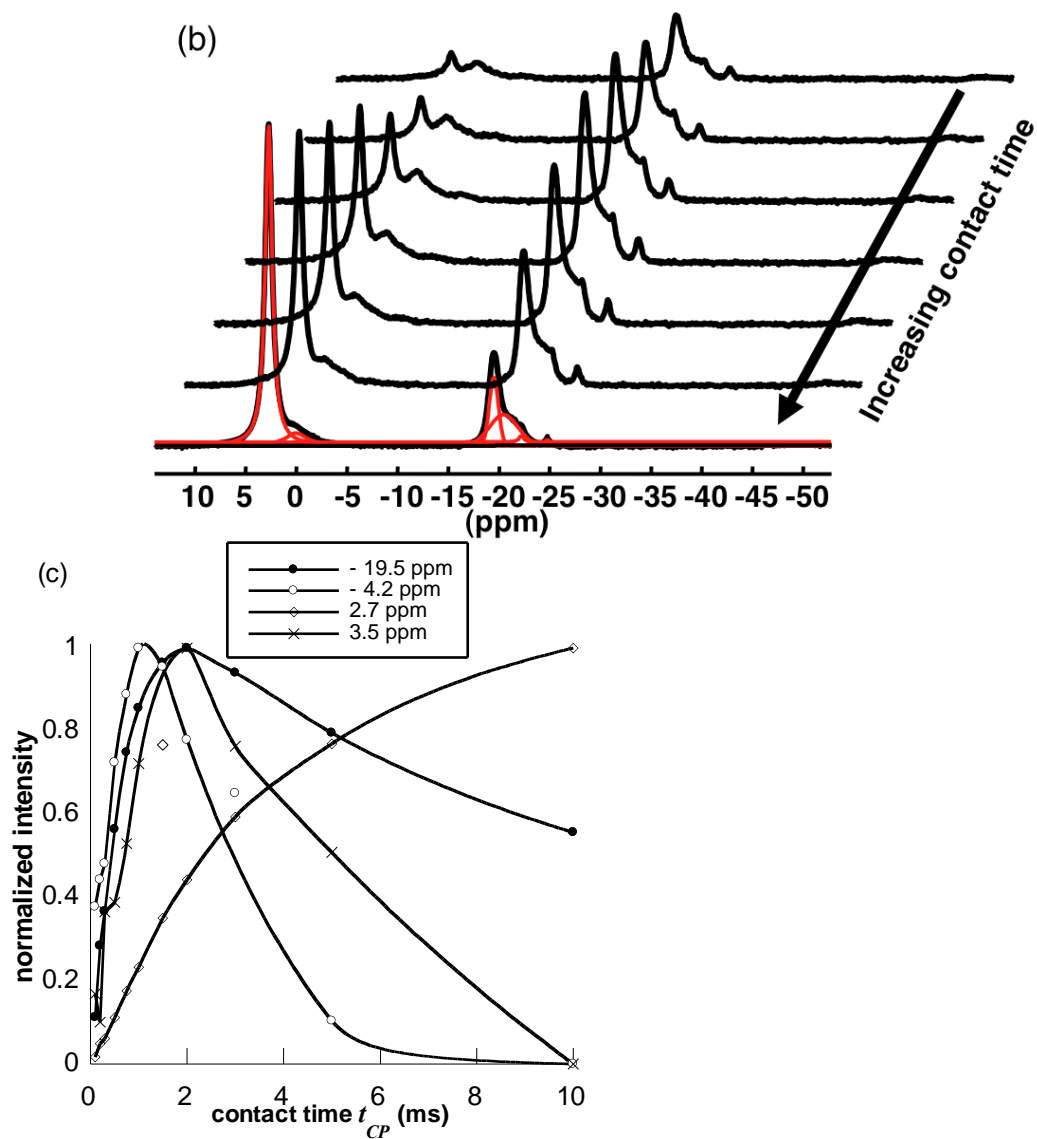 (b)
Increasing contact time
10 5 0 -5 -10 -15 -20 -25 -30 -35 -40 -45 -50
(ppm)
(c)
- 19.5 ppm
- 4.2 ppm
2.7 ppm
3.5 ppm
normalized intensity
1
0.8
0.6
0.4
0.2
0
0 2 4 6 8 10
contact time t_CP (ms)